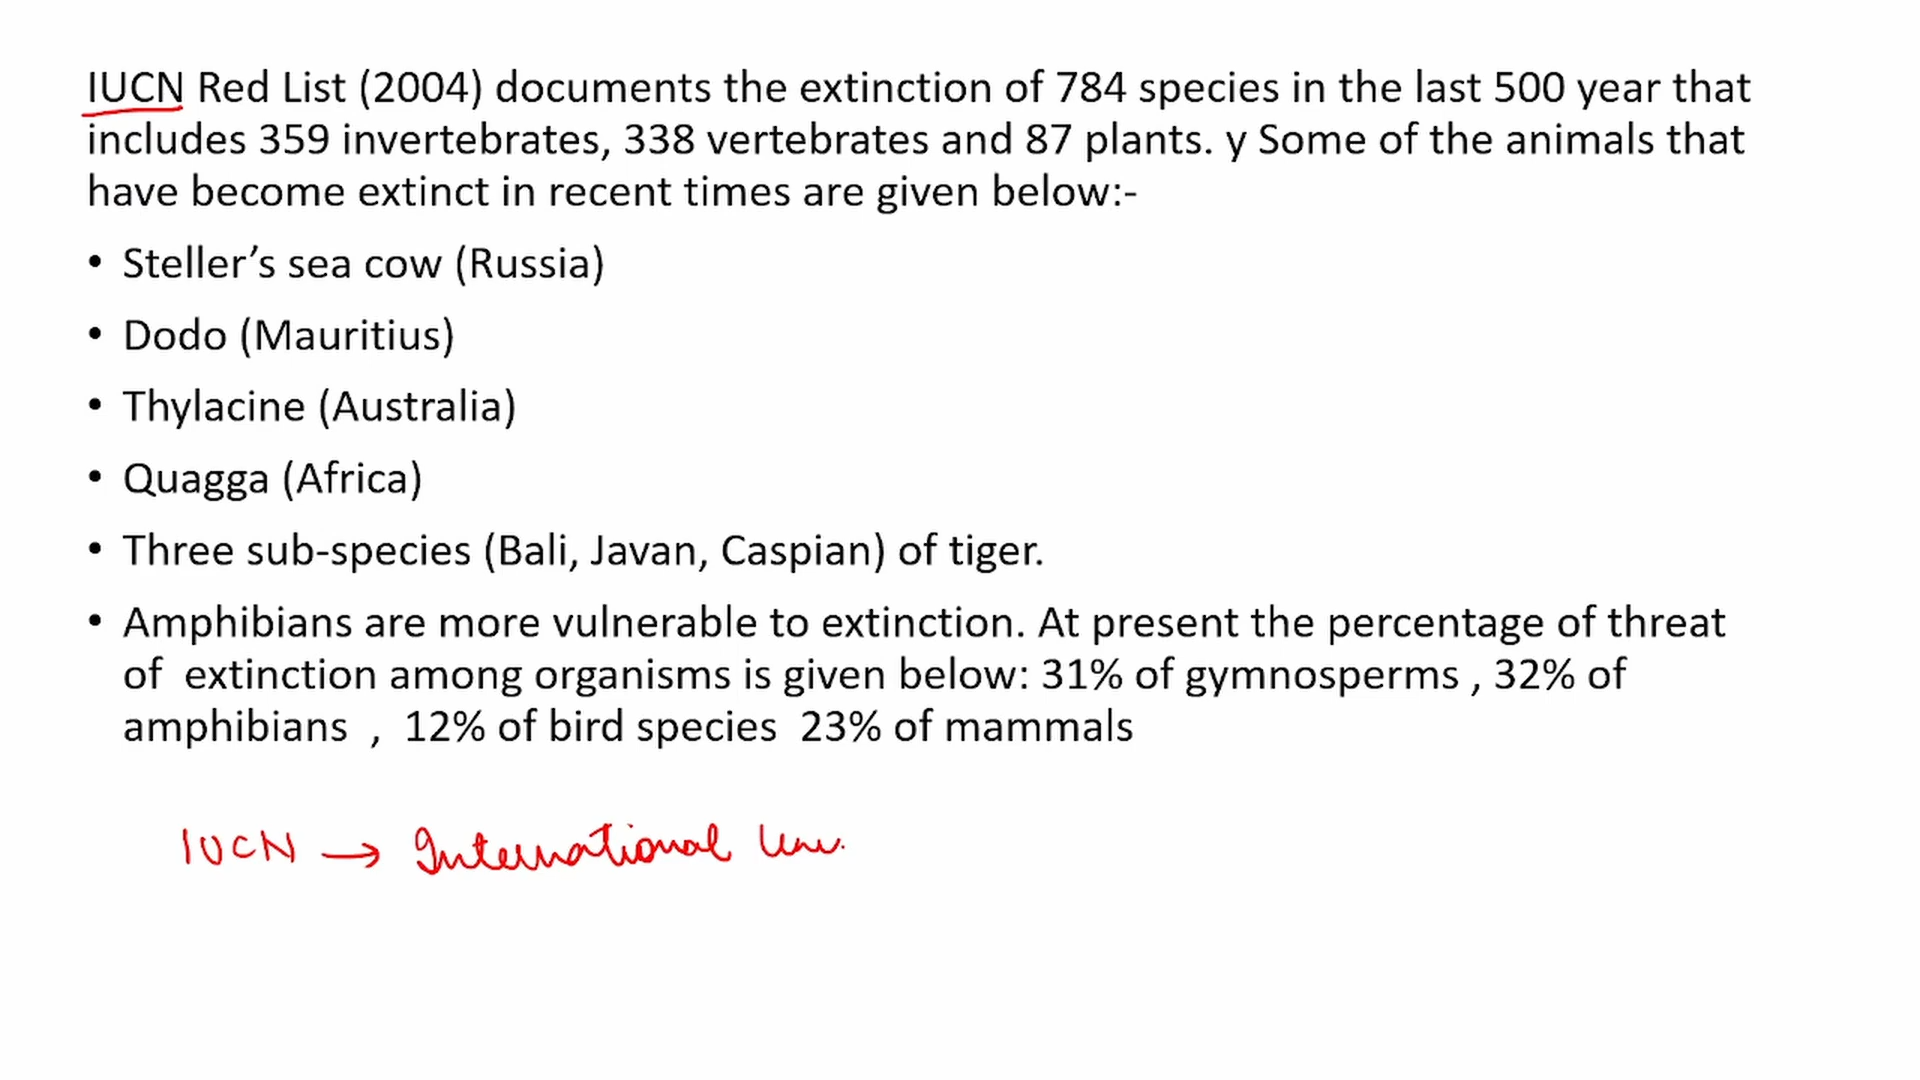 IUCN Red List (2004) documents the extinction of 784 species in the last 500 year that
includes 359 invertebrates, 338 vertebrates and 87 plants. y Some of the animals that
have become extinct in recent times are given below:-
• Steller’s sea cow (Russia)
• Dodo (Mauritius)
• Thylacine (Australia)
• Quagga (Africa)
• Three sub-species (Bali, Javan, Caspian) of tiger.
• Amphibians are more vulnerable to extinction. At present the percentage of threat
of extinction among organisms is given below: 31% of gymnosperms , 32% of
amphibians , 12% of bird species 23% of mammals
IUCN → International